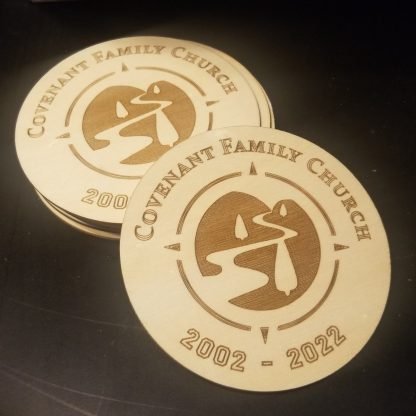 COVENANT FAMILY CHURCH
200
COVENANT FAMILY CHURCH
2002 - 2022